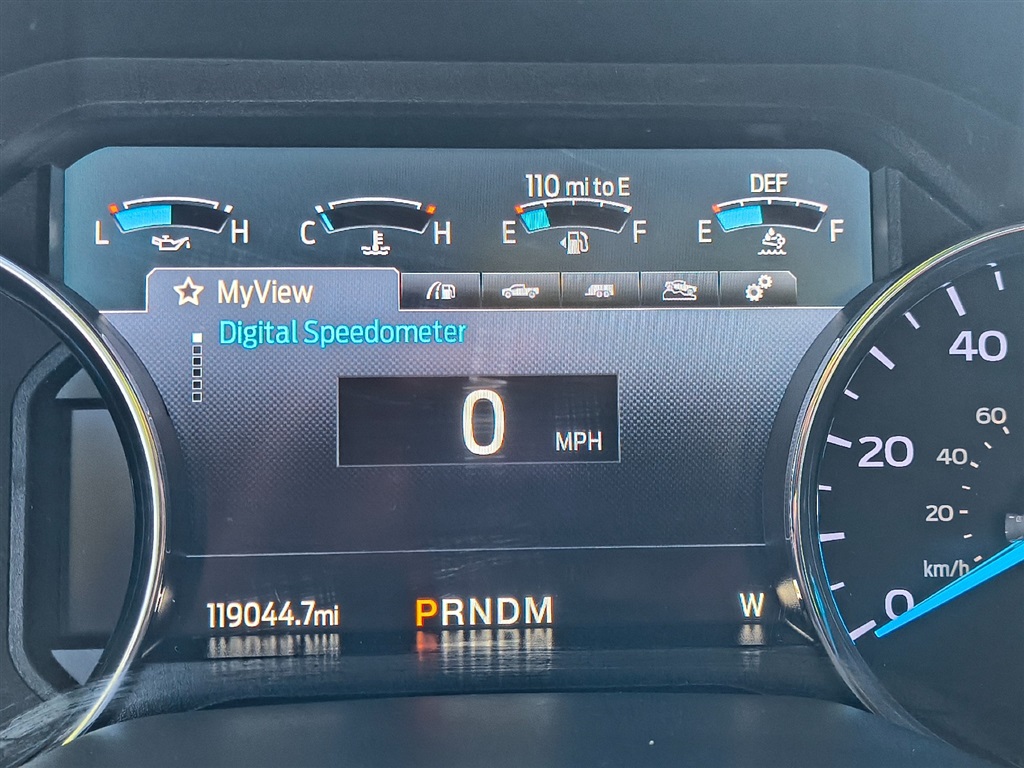 110 mi to E
DEF
L H
C H
E F
E F
MyView
Digital Speedometer
0
MPH
119044.7mi
PRNDM
W
40
60
20
40
20
km/h
0